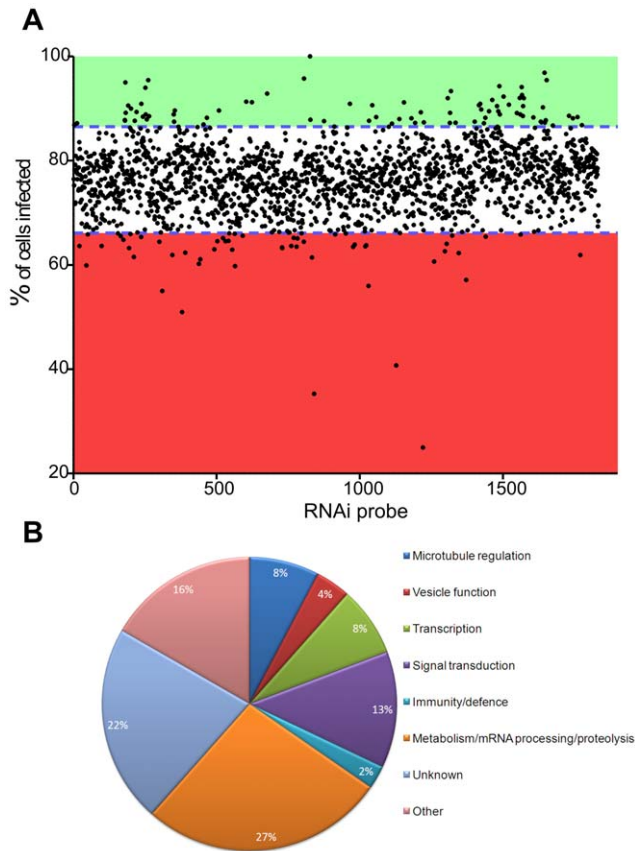 A
% of cells infected
100
80
60
40
20
0
500
1000
1500
RNAi probe
B
8%
4%
8%
13%
2%
27%
22%
16%
Microtubule regulation
Vesicle function
Transcription
Signal transduction
Immunity/defence
Metabolism/mRNA processing/proteolysis
Unknown
Other